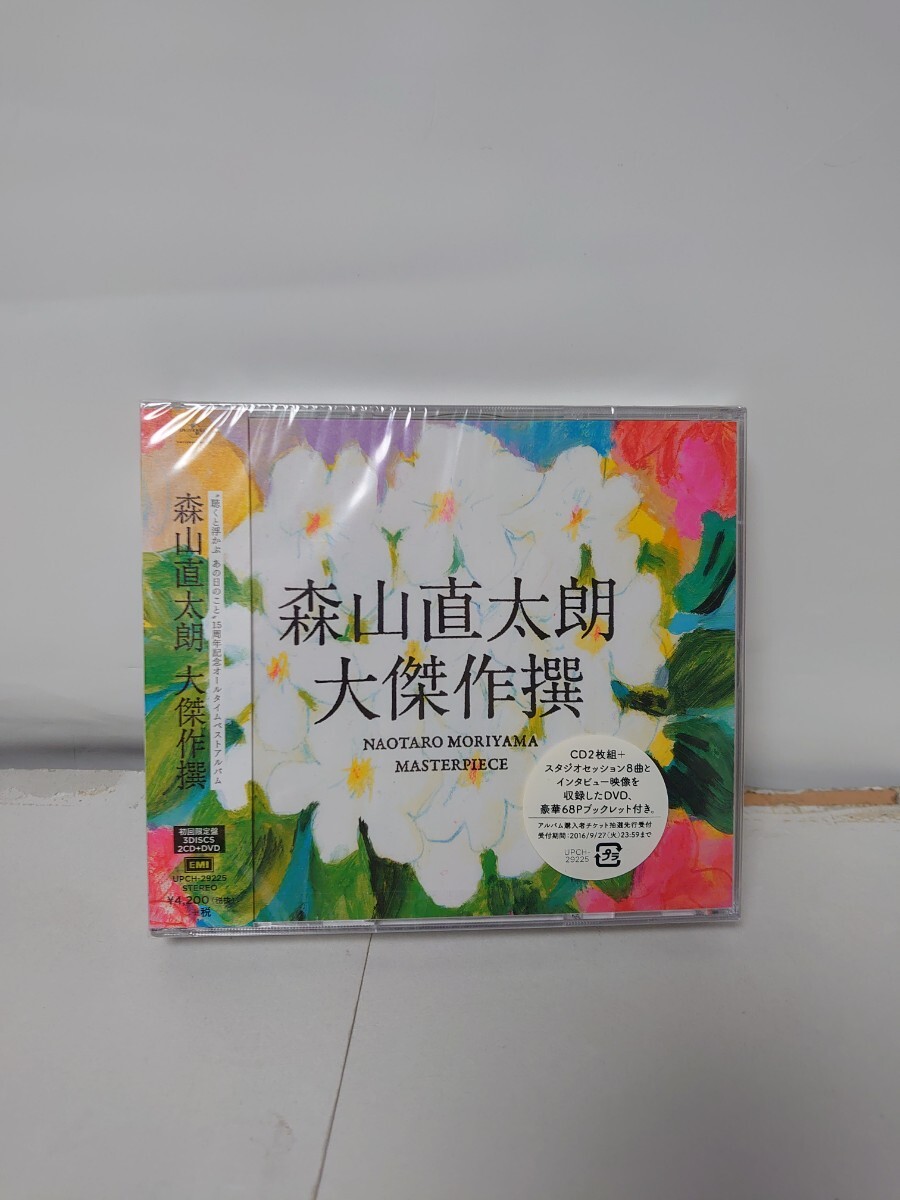 森山直太朗
大傑作撰
NAOTARO MORIYAMA
MASTERPIECE
CD2枚組+
スタジオセッション8曲と
インタビュー映像を
収録したDVD、
豪華68Pブックレット付き。
アルバム購入者チケット抽選先行受付
受付期間:2016/9/27(火)23:59まで
UPCH-
29225
プラ
森山直太朗 大傑作撰
“聴くと浮かぶ あの日のこと”15周年記念オールタイムベストアルバム
初回限定盤
3DISCS
2CD+DVD
EMI
UPCH-29225
STEREO
¥4,200(税抜)
+税